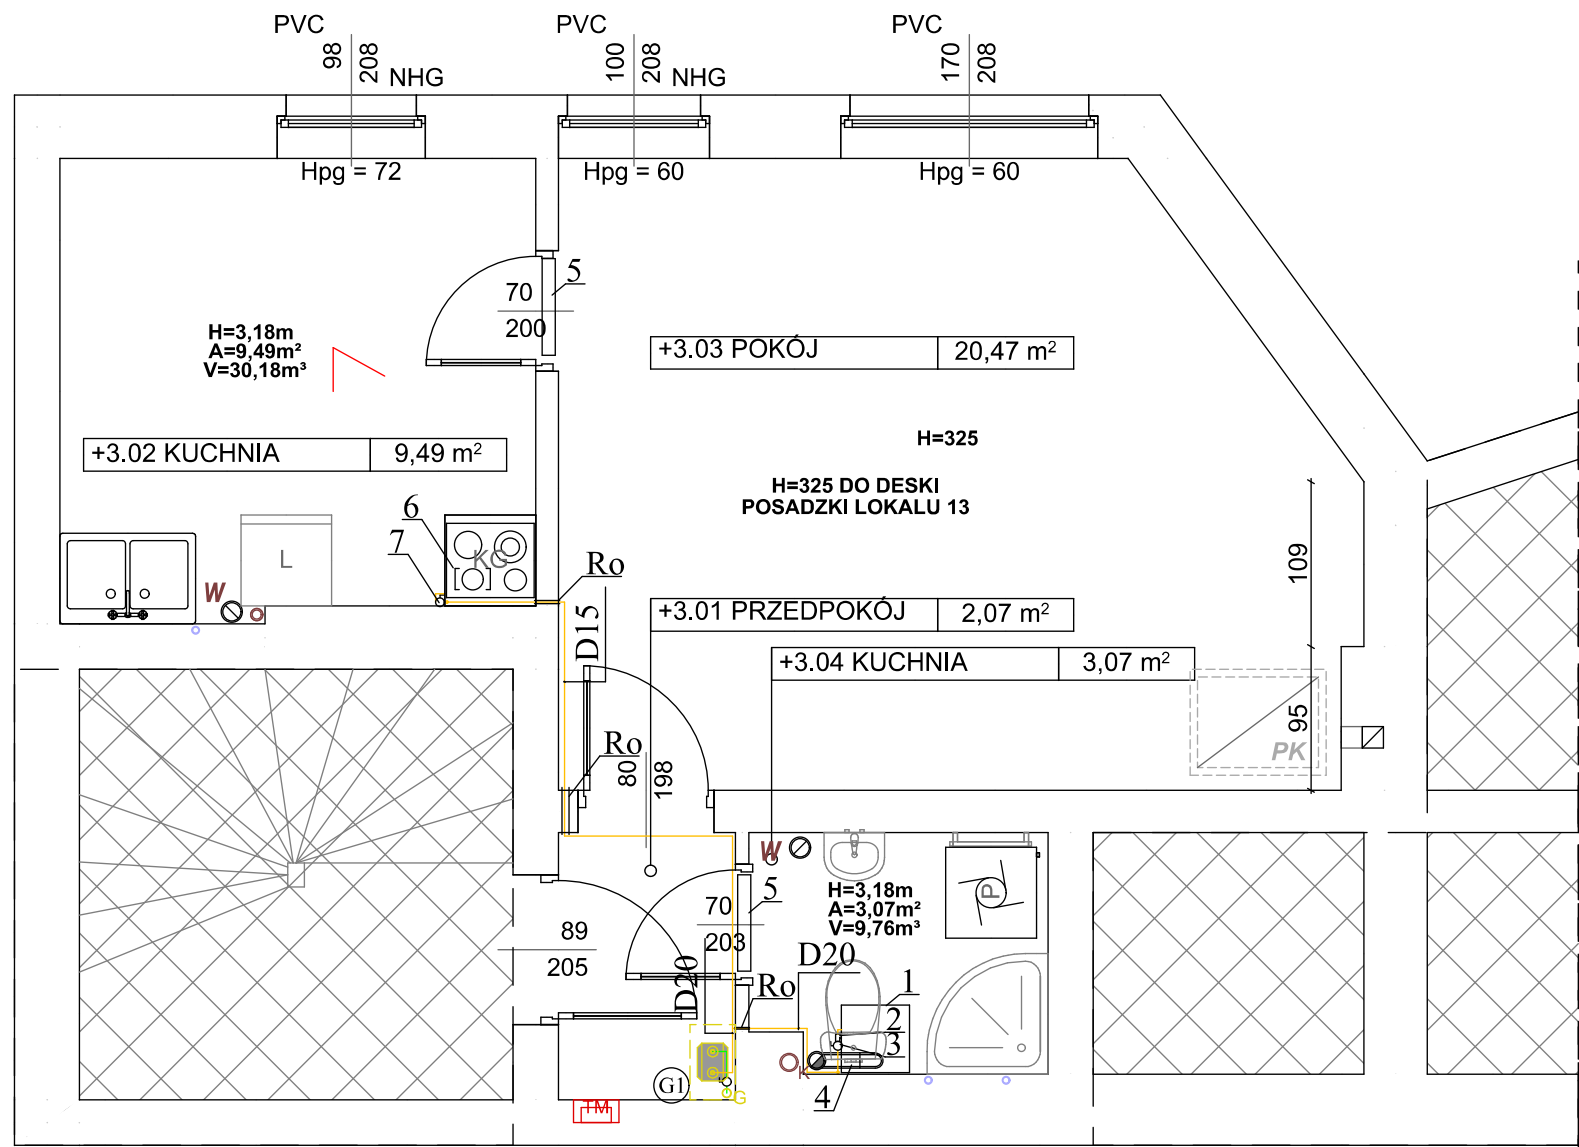 PVC
98
208
NHG
PVC
100
208
NHG
PVC
170
208
Hpg = 72
Hpg = 60
Hpg = 60
5
70
200
H=3,18m
A=9,49m²
V=30,18m³
+3.03 POKÓJ 20,47 m²
H=325
+3.02 KUCHNIA 9,49 m²
H=325 DO DESKI
POSADZKI LOKALU 13
6
7
KG
L
W
Ro
109
+3.01 PRZEDPOKÓJ 2,07 m²
D15
+3.04 KUCHNIA 3,07 m²
95
PK
Ro
80
198
W
5
H=3,18m
A=3,07m²
V=9,76m³
P
70
203
89
205
D20
D20
Ro
1
2
3
4
K
G1
G
TM